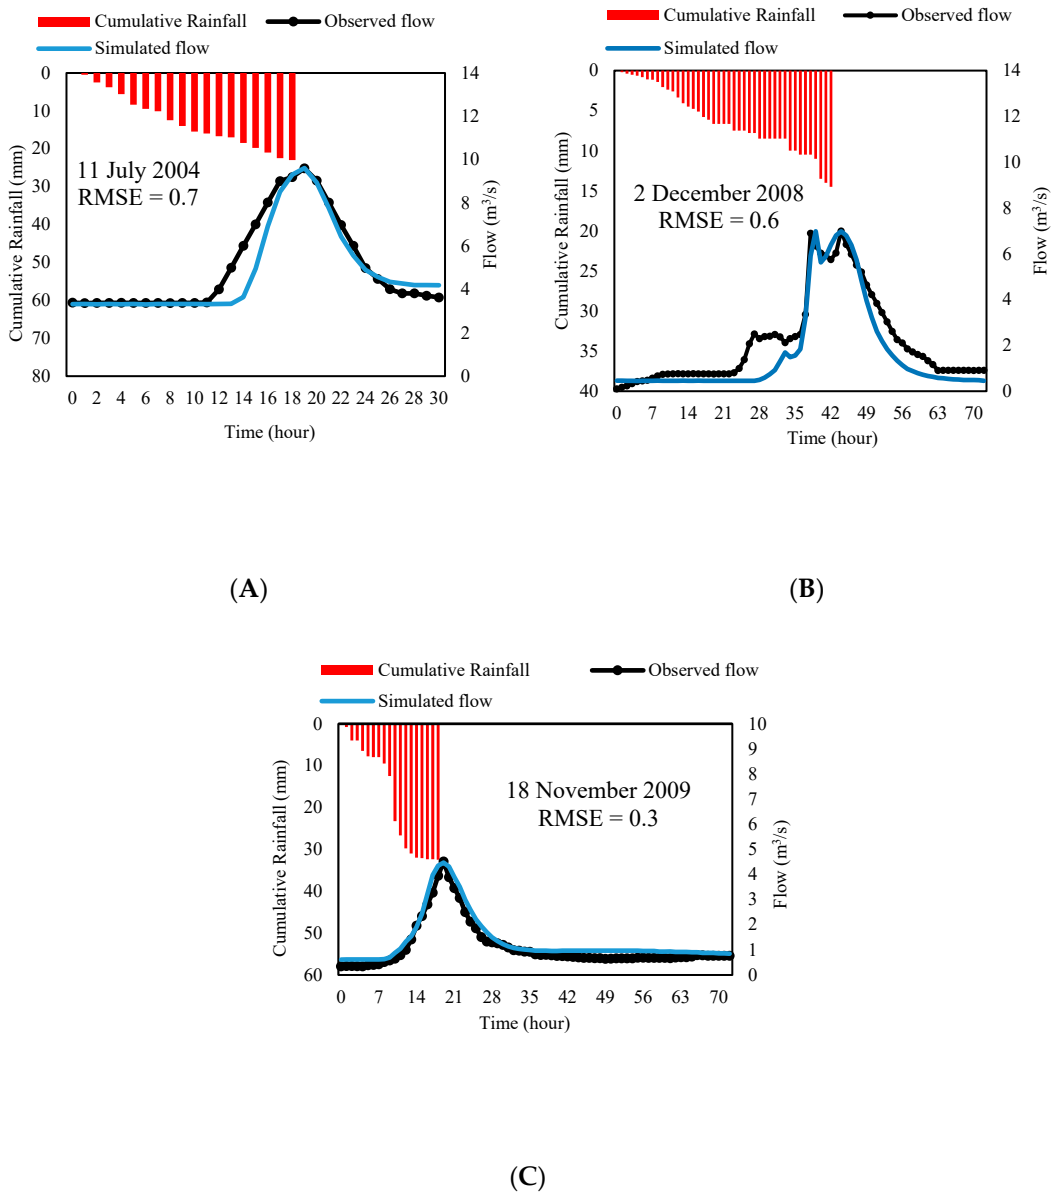 Cumulative Rainfall Observed flow
Simulated flow
0 14
10 12
20 10
30 8
40 6
50 4
60 2
70 0
80
11 July 2004
RMSE = 0.7
Cumulative Rainfall (mm)
Flow (m³/s)
0 2 4 6 8 10 12 14 16 18 20 22 24 26 28 30
Time (hour)
(A)
Cumulative Rainfall Observed flow
Simulated flow
0 14
5 12
10 10
15 8
20 6
25 4
30 2
35 0
40
2 December 2008
RMSE = 0.6
Cumulative Rainfall (mm)
Flow (m³/s)
0 7 14 21 28 35 42 49 56 63 70
Time (hour)
(B)
Cumulative Rainfall Observed flow
Simulated flow
0 10
10 9
20 8
30 7
40 6
50 5
60 4
3
2
1
0
18 November 2009
RMSE = 0.3
Cumulative Rainfall (mm)
Flow (m³/s)
0 7 14 21 28 35 42 49 56 63 70
Time (hour)
(C)